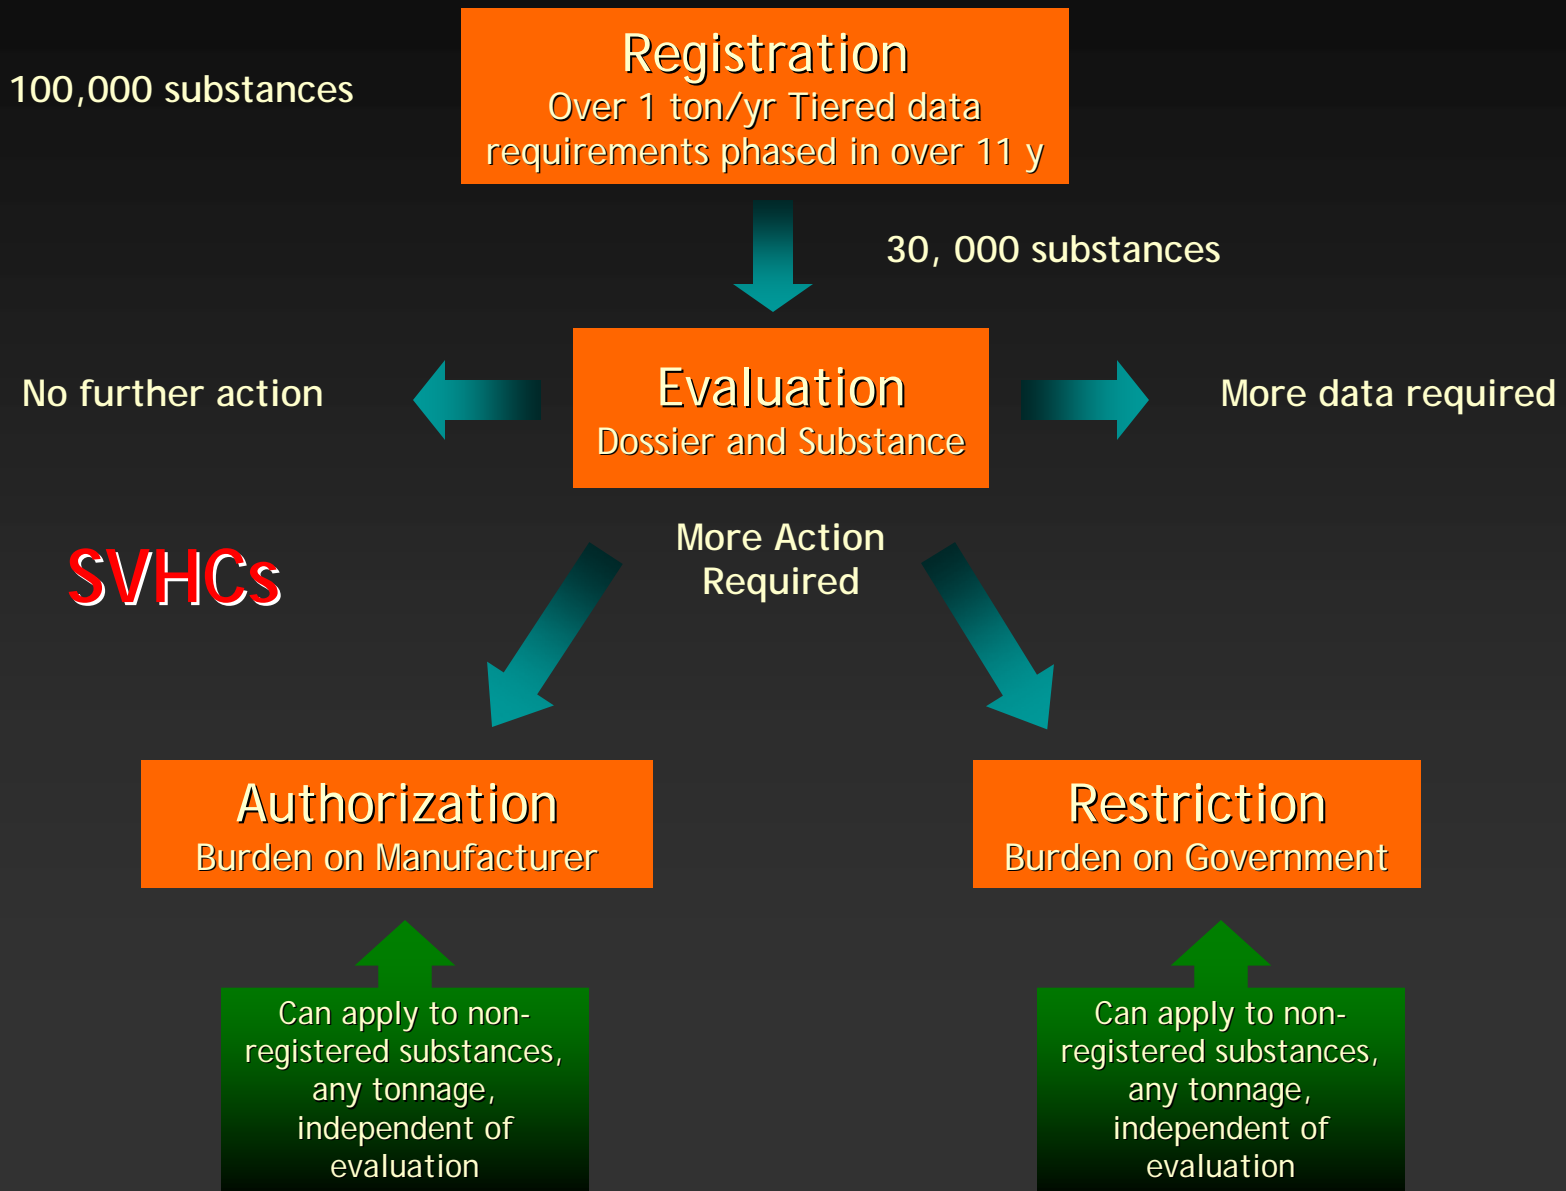 Registration
Over 1 ton/yr Tiered data
requirements phased in over 11 y
100,000 substances
30, 000 substances
No further action
Evaluation
Dossier and Substance
More data required
More Action
Required
SVHCs
Authorization
Burden on Manufacturer
Restriction
Burden on Government
Can apply to non-
registered substances,
any tonnage,
independent of
evaluation
Can apply to non-
registered substances,
any tonnage,
independent of
evaluation